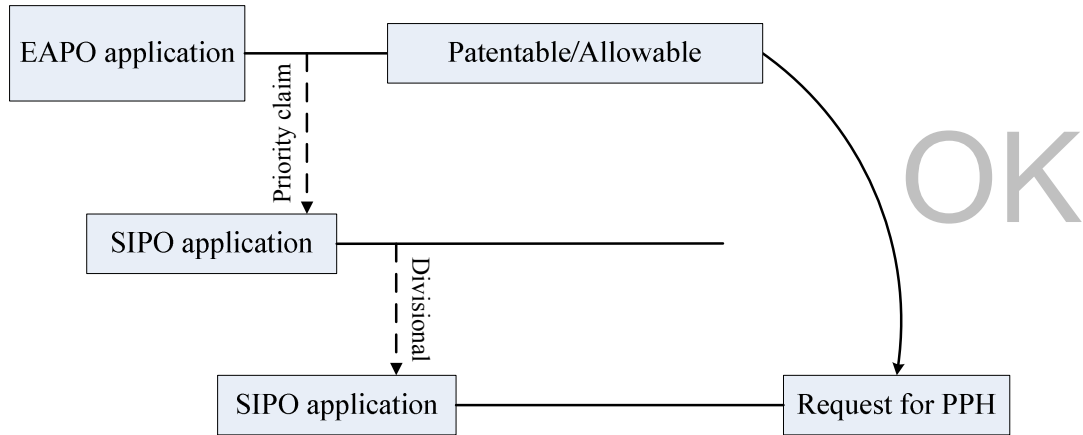 EAPO application
Patentable/Allowable
Priority claim
OK
SIPO application
Divisional
SIPO application
Request for PPH